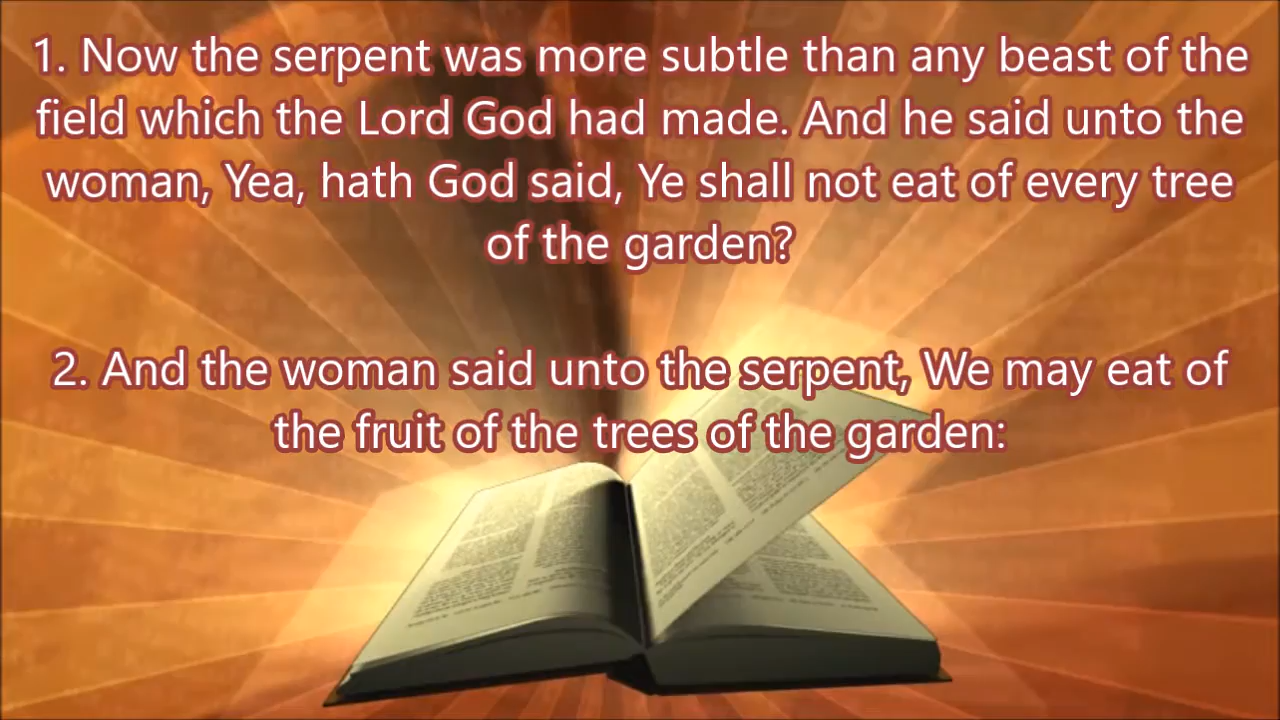 1. Now the serpent was more subtle than any beast of the
field which the Lord God had made. And he said unto the
woman, Yea, hath God said, Ye shall not eat of every tree
of the garden?
2. And the woman said unto the serpent, We may eat of
the fruit of the trees of the garden: